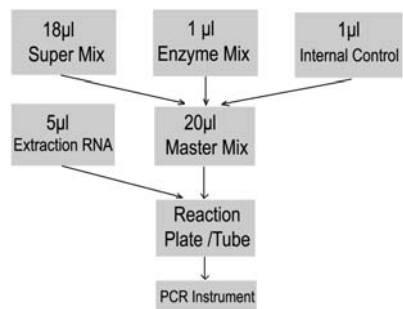 18µl
Super Mix
1 µl
Enzyme Mix
1µl
Internal Control
5µl
Extraction RNA
20µl
Master Mix
Reaction
Plate /Tube
PCR Instrument